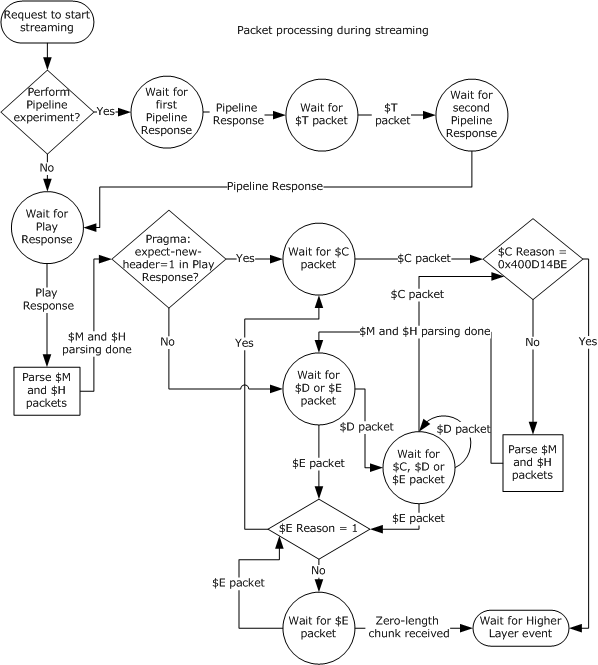 Request to start
streaming
Packet processing during streaming
Perform
Pipeline
experiment?
Yes
Wait for
first Pipeline
Response
Pipeline
Response
Wait for
$T packet
$T
packet
Wait for
second
Pipeline
Response
No
Pipeline Response
Wait for
Play
Response
Pragma:
expect-new-
header=1 in Play
Response?
Yes
Wait for $C
packet
$C packet
$C Reason =
0x400D14BE
Play
Response
$M and $H
parsing done
$C packet
No
Yes
$M and $H parsing done
No
Yes
Parse $M
and $H
packets
Wait for
$D or $E
packet
$D packet
$D packet
Wait for
$C, $D or
$E packet
Parse $M
and $H
packets
$E packet
$E packet
$E Reason = 1
No
$E packet
Wait for $E
packet
Zero-length
chunk received
Wait for Higher
Layer event